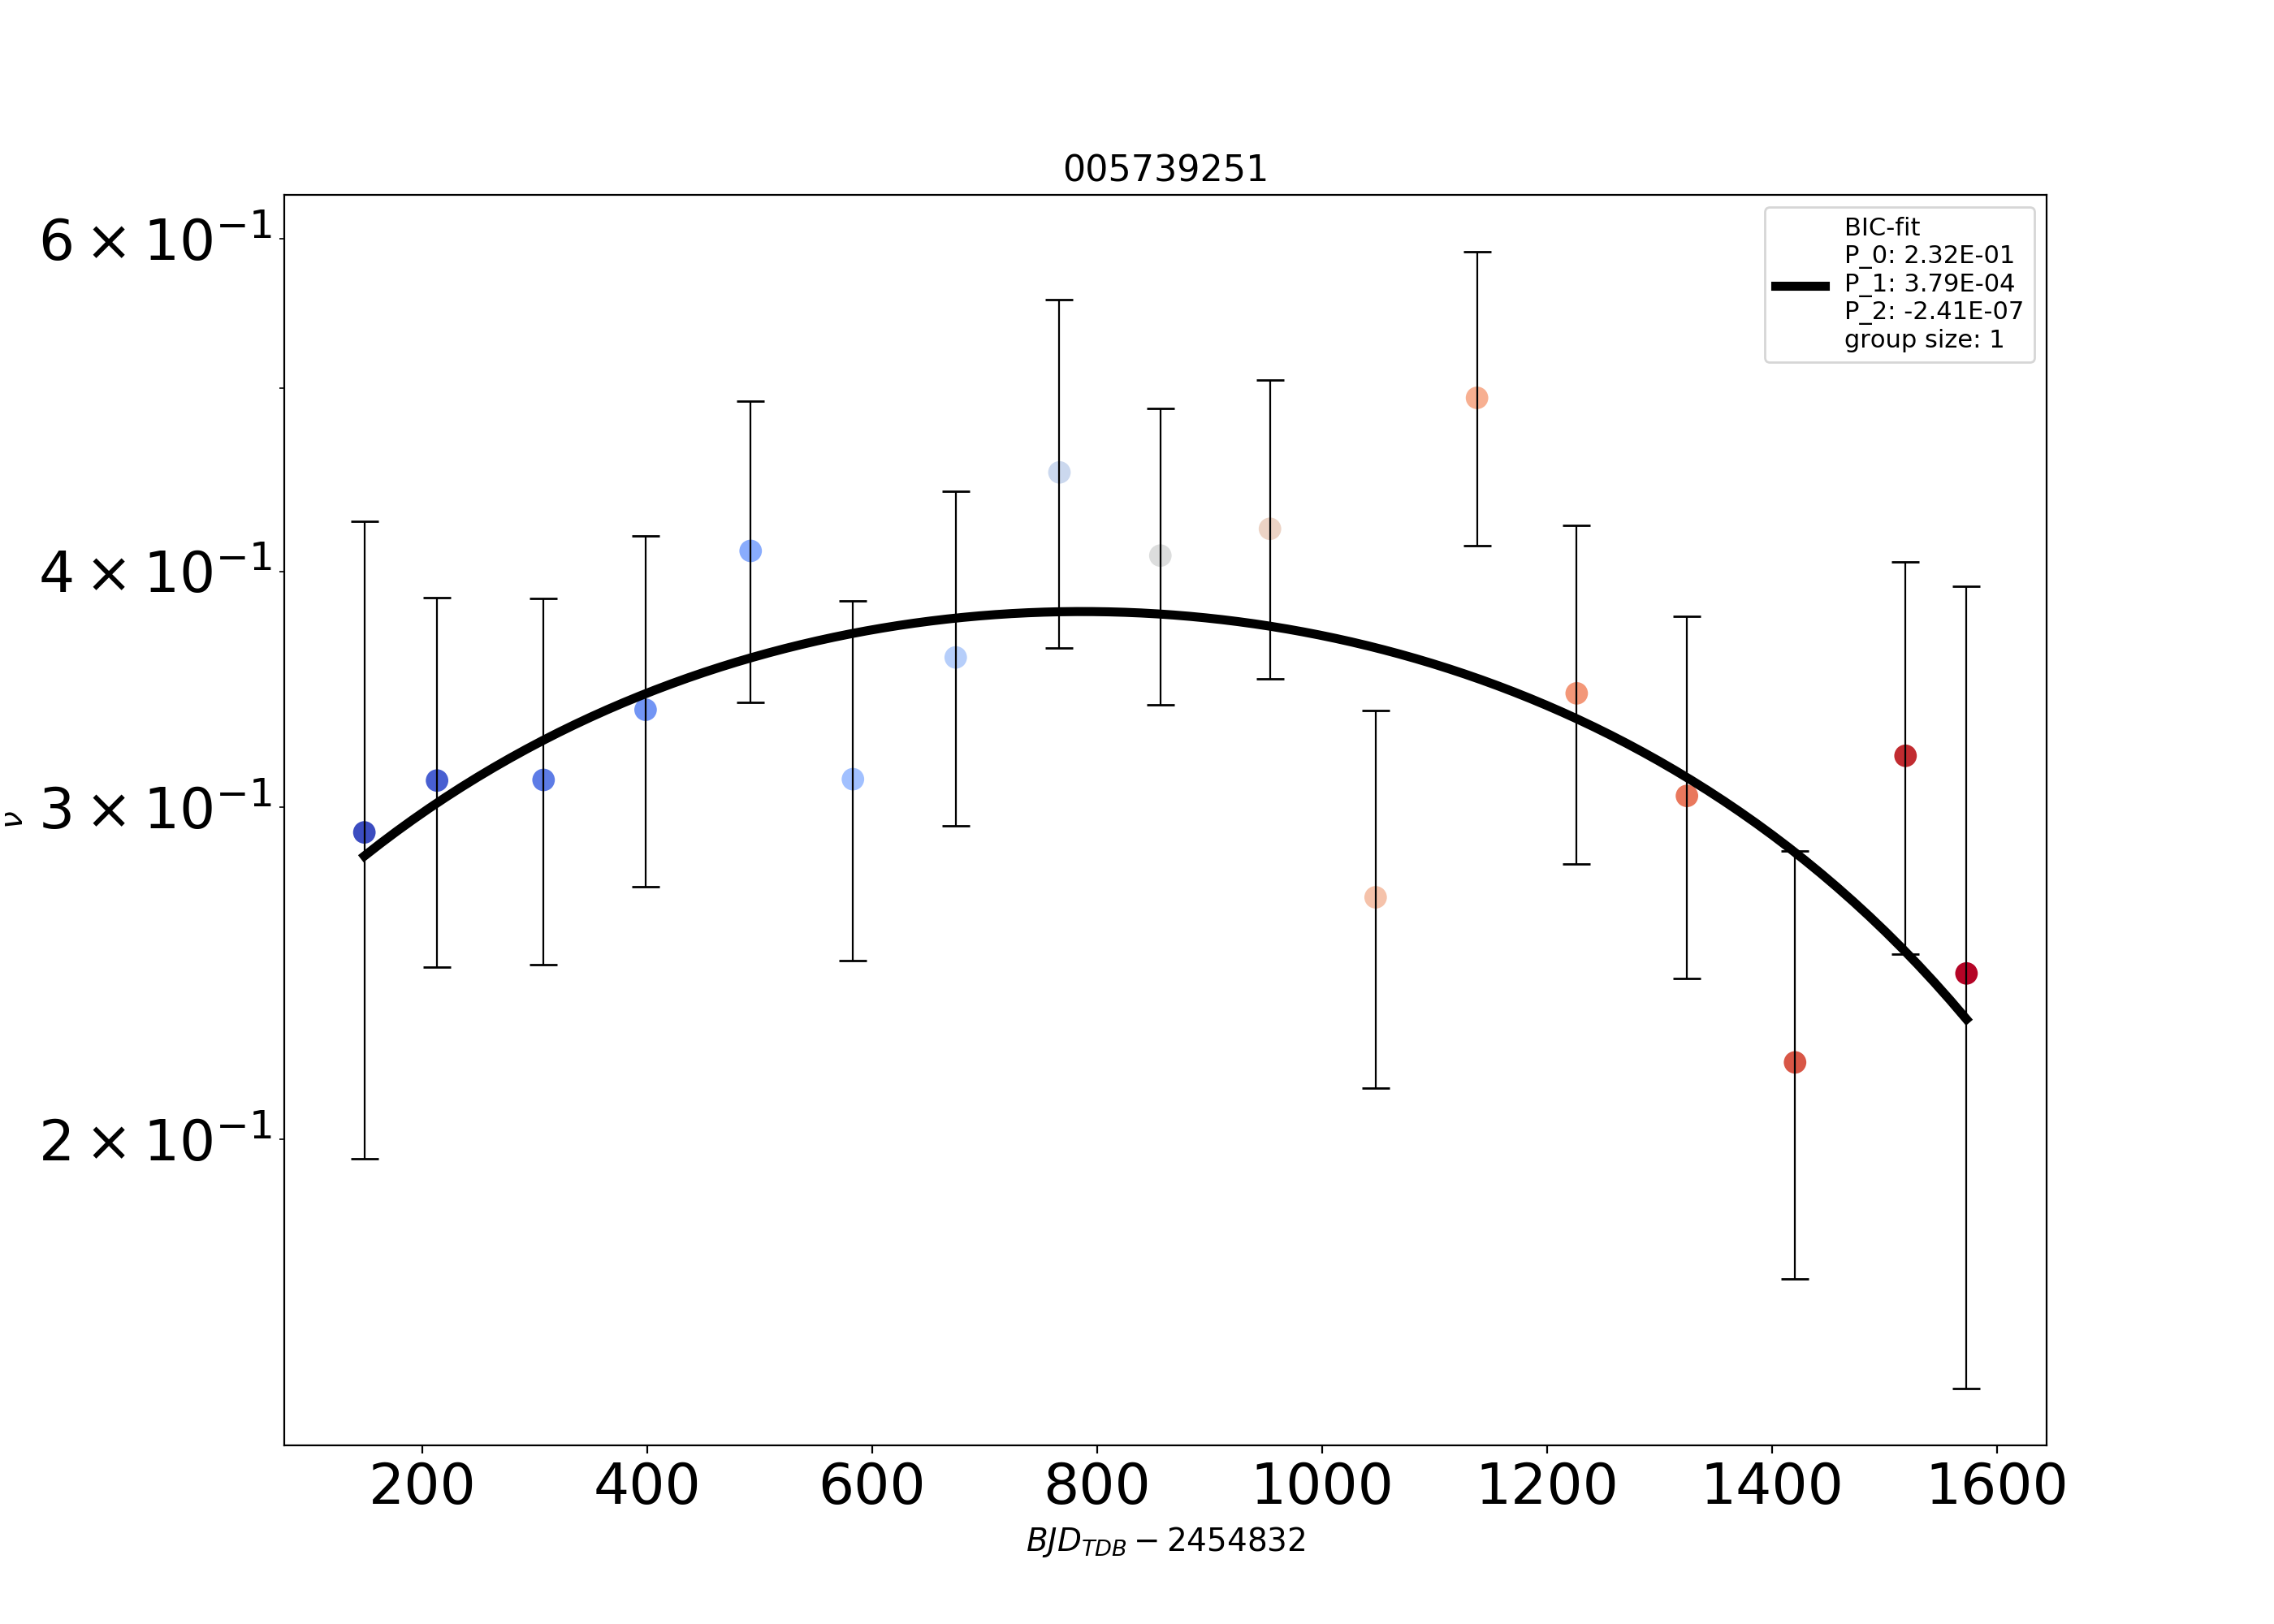 005739251
6 × 10⁻¹
4 × 10⁻¹
3 × 10⁻¹
2 × 10⁻¹
ν
BIC-fit
P_0: 2.32E-01
P_1: 3.79E-04
P_2: -2.41E-07
group size: 1
200 400 600 800 1000 1200 1400 1600
BJD_TDB − 2454832